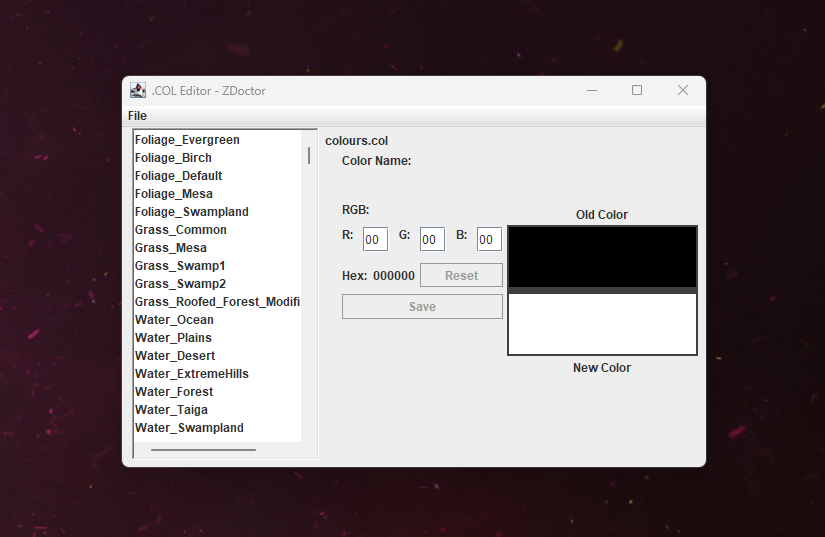 .COL Editor - ZDoctor
File
Foliage_Evergreen
Foliage_Birch
Foliage_Default
Foliage_Mesa
Foliage_Swampland
Grass_Common
Grass_Mesa
Grass_Swamp1
Grass_Swamp2
Grass_Roofed_Forest_Modifi
Water_Ocean
Water_Plains
Water_Desert
Water_ExtremeHills
Water_Forest
Water_Taiga
Water_Swampland
colours.col
Color Name:
RGB:
R: 00 G: 00 B: 00
Hex: 000000 Reset
Save
Old Color
New Color